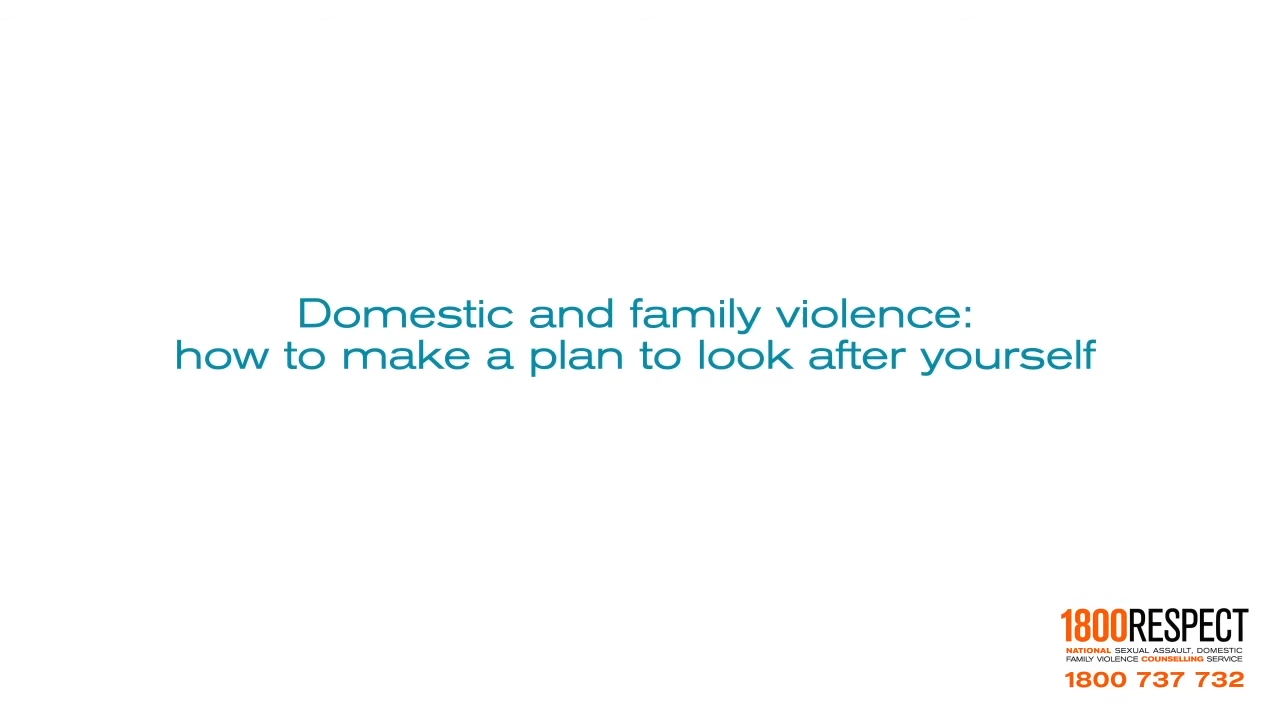 Domestic and family violence:
how to make a plan to look after yourself
1800RESPECT
NATIONAL SEXUAL ASSAULT, DOMESTIC
FAMILY VIOLENCE COUNSELLING SERVICE
1800 737 732